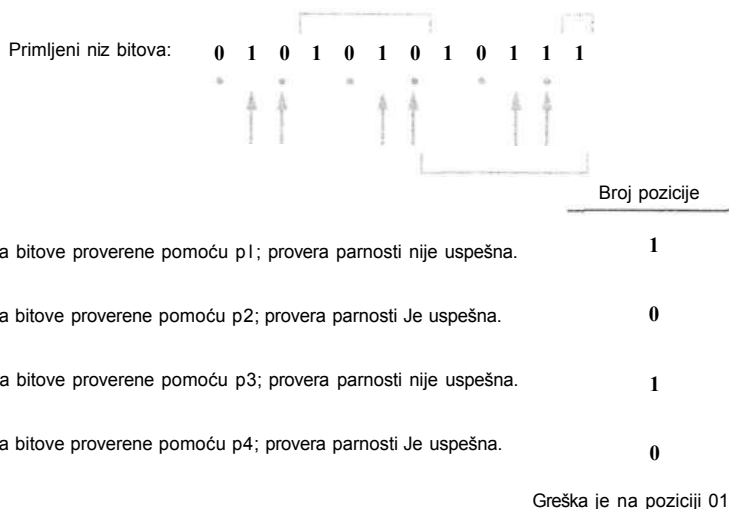 Primljeni niz bitova: 0 1 0 1 0 1 0 1 0 1 1 1
Broj pozicije
a bitove proverene pomoću pl; provera parnosti nije uspešna. 1
a bitove proverene pomoću p2; provera parnosti Je uspešna. 0
a bitove proverene pomoću p3; provera parnosti nije uspešna. 1
a bitove proverene pomoću p4; provera parnosti Je uspešna. 0
Greška je na poziciji 01